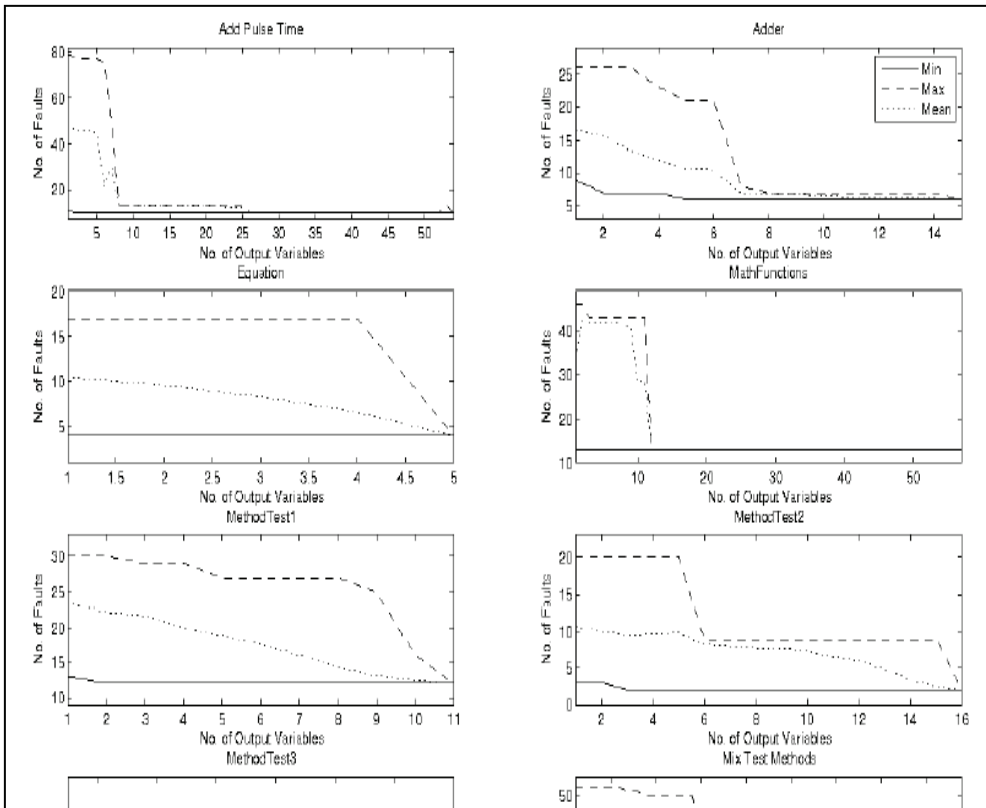 Add Pulse Time
No. of Faults
80
60
40
20
5 10 15 20 25 30 35 40 45 50
No. of Output Variables
Adder
No. of Faults
25
20
15
10
5
2 4 6 8 10 12 14
No. of Output Variables
Min
Max
Mean
Equation
No. of Faults
20
15
10
5
1 1.5 2 2.5 3 3.5 4 4.5 5
No. of Output Variables
MathFunctions
No. of Faults
40
30
20
10
10 20 30 40 50
No. of Output Variables
MethodTest1
No. of Faults
30
25
20
15
10
1 2 3 4 5 6 7 8 9 10 11
No. of Output Variables
MethodTest2
No. of Faults
20
15
10
5
0
2 4 6 8 10 12 14 16
No. of Output Variables
MethodTest3
Mix Test Methods
50